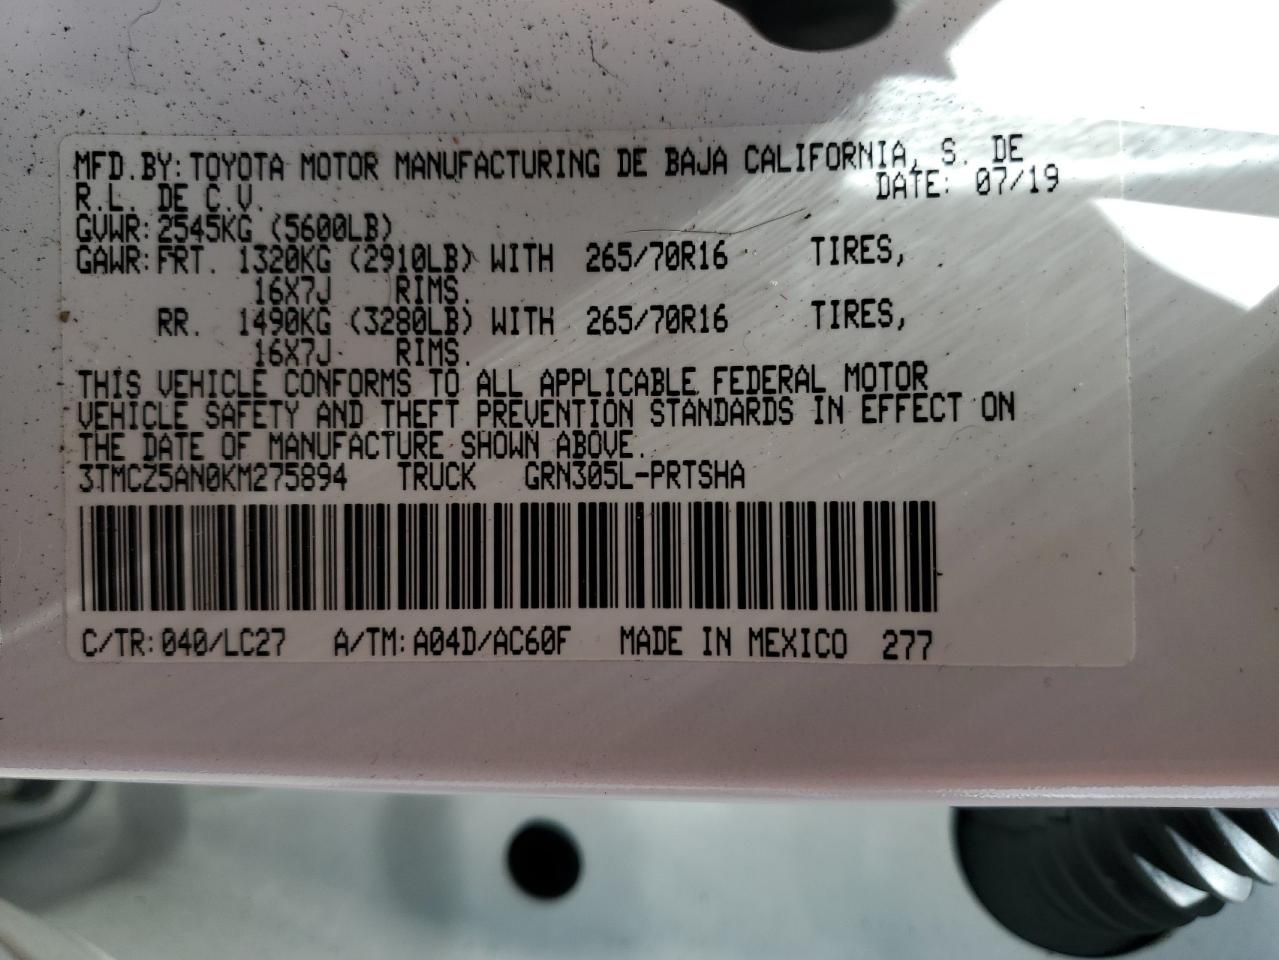 MFD.BY:TOYOTA MOTOR MANUFACTURING DE BAJA CALIFORNIA, S. DE
R.L. DE C.V. DATE: 07/19
GVWR:2545KG (5600LB)
GAWR:FRT. 1320KG (2910LB) WITH 265/70R16 TIRES,
16X7J RIMS.
RR. 1490KG (3280LB) WITH 265/70R16 TIRES,
16X7J RIMS.
THIS VEHICLE CONFORMS TO ALL APPLICABLE FEDERAL MOTOR
VEHICLE SAFETY AND THEFT PREVENTION STANDARDS IN EFFECT ON
THE DATE OF MANUFACTURE SHOWN ABOVE.
3TMCZ5AN0KM275894 TRUCK GRN305L-PRTSHA
C/TR:040/LC27 A/TM:A04D/AC60F MADE IN MEXICO 277